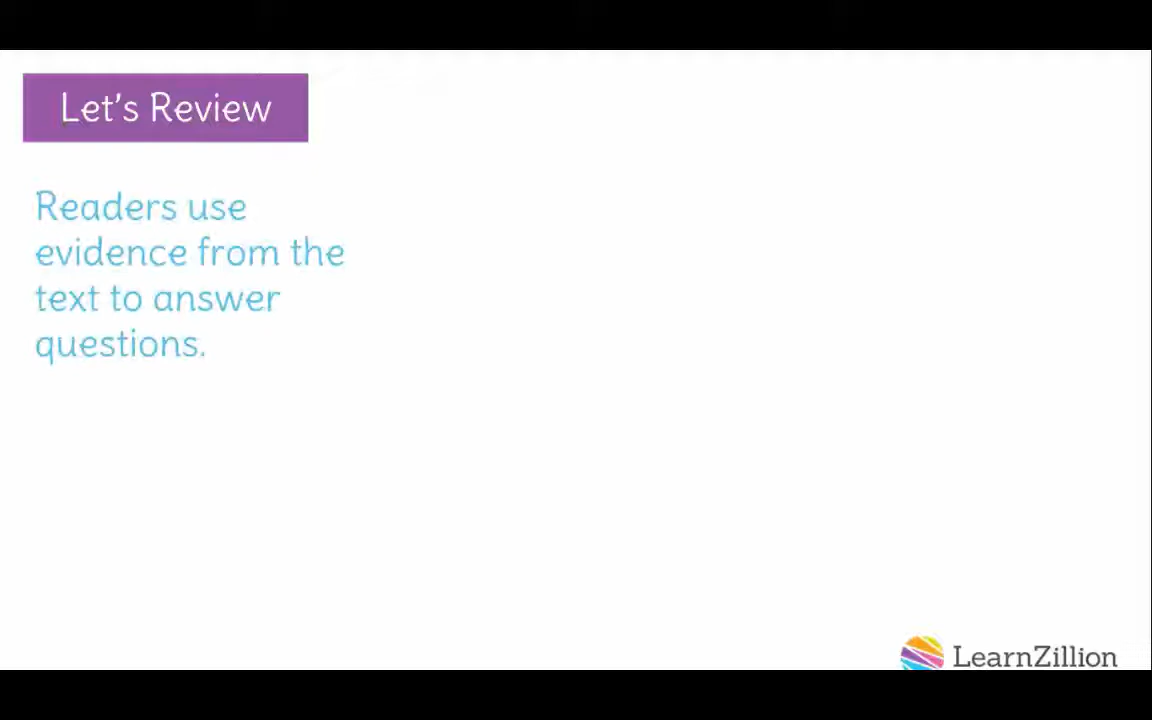 Let's Review
Readers use
evidence from the
text to answer
questions.
LearnZillion